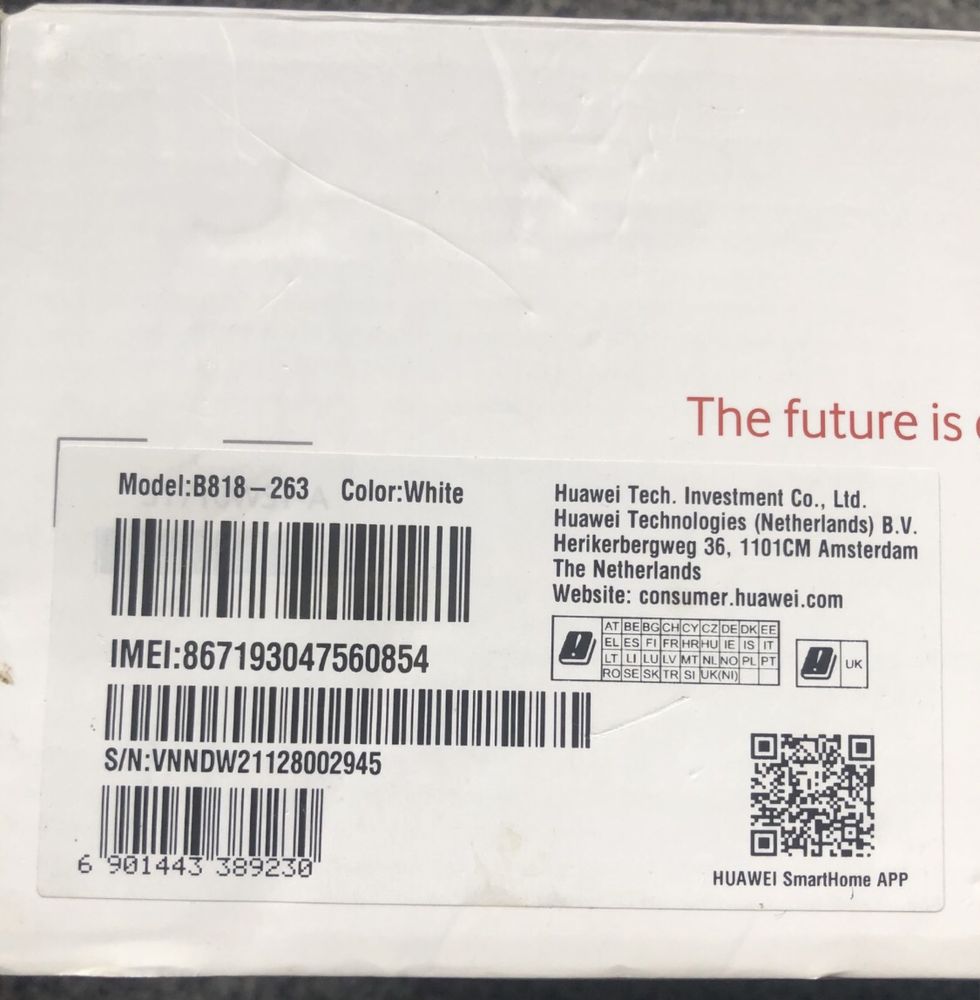 The future is
Model:B818-263 Color:White
IMEI:867193047560854
S/N:VNNDW21128002945
6 901443 389230
Huawei Tech. Investment Co., Ltd.
Huawei Technologies (Netherlands) B.V.
Herikerbergweg 36, 1101CM Amsterdam
The Netherlands
Website: consumer.huawei.com
AT BE BG CH CY CZ DE DK EE
EL ES FI FR HR HU IE IS IT
LT LI LU LV MT NL NO PL PT
RO SE SK TR SI UK(NI)
UK
HUAWEI SmartHome APP